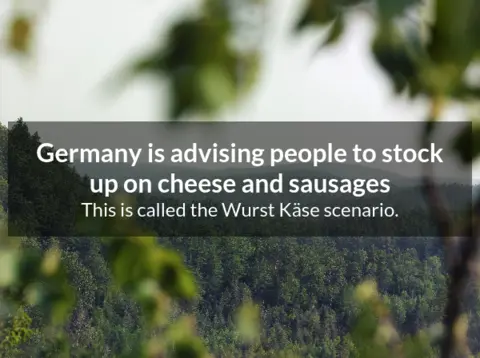 Germany is advising people to stock
up on cheese and sausages
This is called the Wurst Käse scenario.